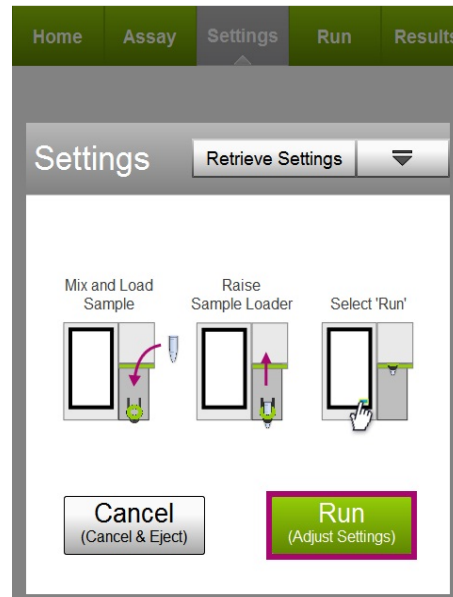 Home Assay Settings Run Results
Settings Retrieve Settings
Mix and Load
Sample
Raise
Sample Loader
Select 'Run'
Cancel
(Cancel & Eject)
Run
(Adjust Settings)